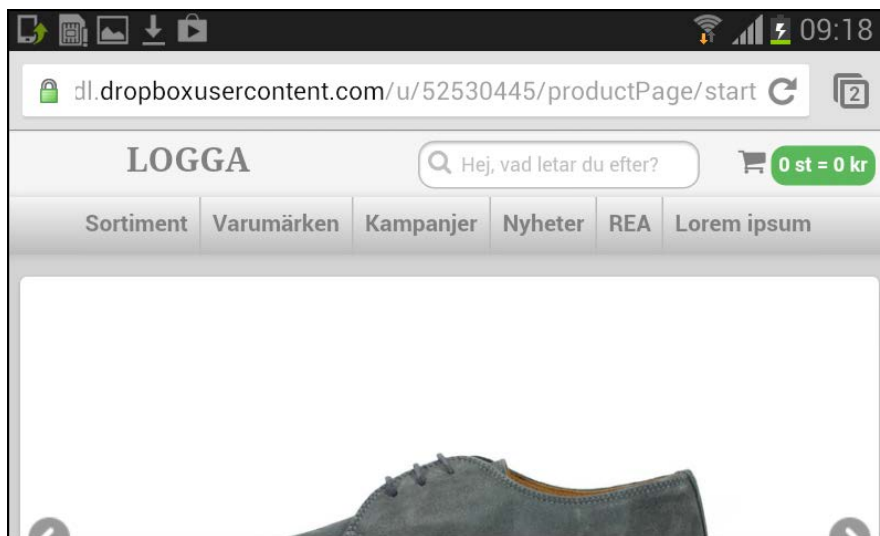 09:18
dl.dropboxusercontent.com/u/52530445/productPage/start
2
LOGGA
Hej, vad letar du efter?
0 st = 0 kr
Sortiment Varumärken Kampanjer Nyheter REA Lorem ipsum